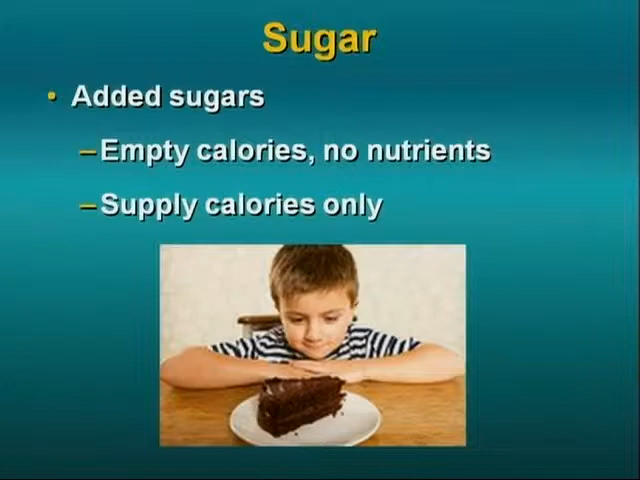 Sugar
• Added sugars
–Empty calories, no nutrients
–Supply calories only